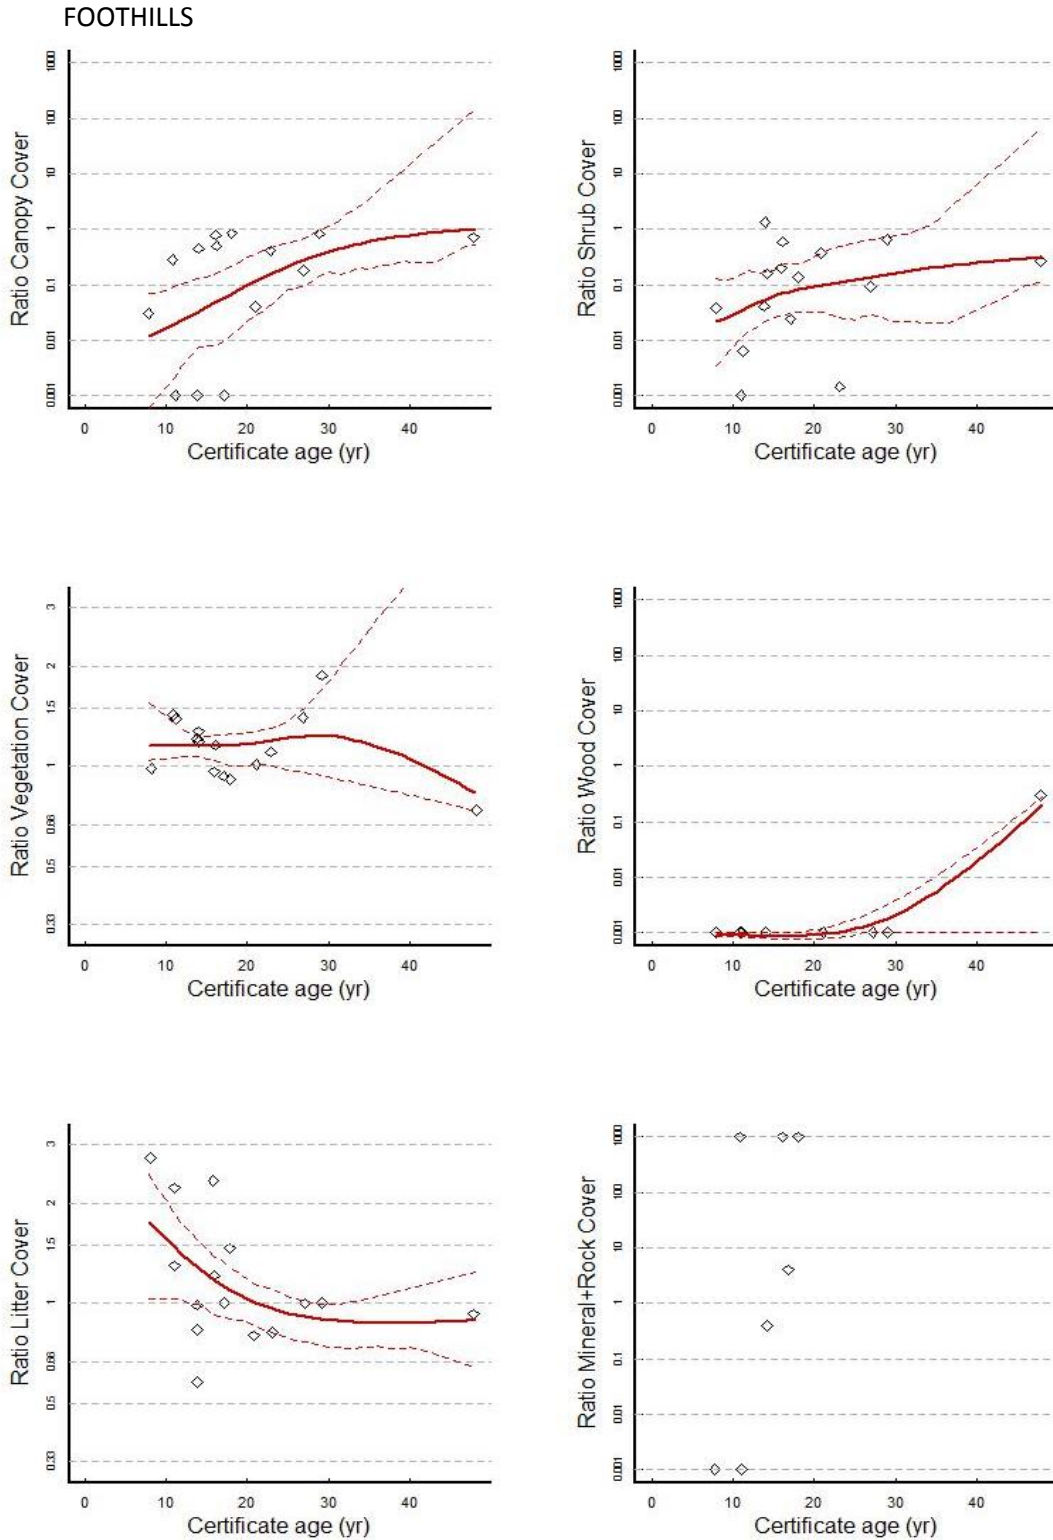 FOOTHILLS
Ratio Canopy Cover
1000
100
10
1
0.1
0.01
0.001
0 10 20 30 40
Certificate age (yr)
Ratio Shrub Cover
1000
100
10
1
0.1
0.01
0.001
0 10 20 30 40
Certificate age (yr)
Ratio Vegetation Cover
3
2
1.5
1
0.66
0.5
0.33
0 10 20 30 40
Certificate age (yr)
Ratio Wood Cover
1000
100
10
1
0.1
0.01
0.001
0 10 20 30 40
Certificate age (yr)
Ratio Litter Cover
3
2
1.5
1
0.66
0.5
0.33
0 10 20 30 40
Certificate age (yr)
Ratio Mineral+Rock Cover
1000
100
10
1
0.1
0.01
0.001
0 10 20 30 40
Certificate age (yr)